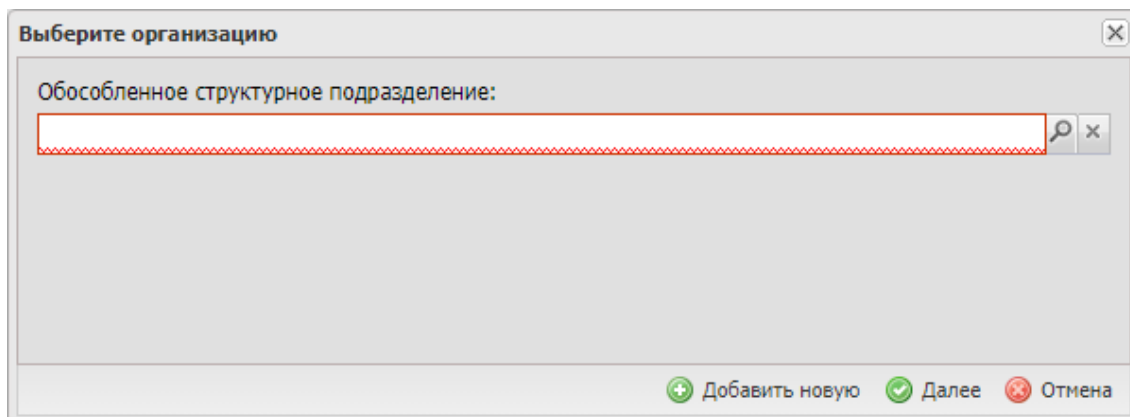 Выберите организацию
Обособленное структурное подразделение:
Добавить новую Далее Отмена